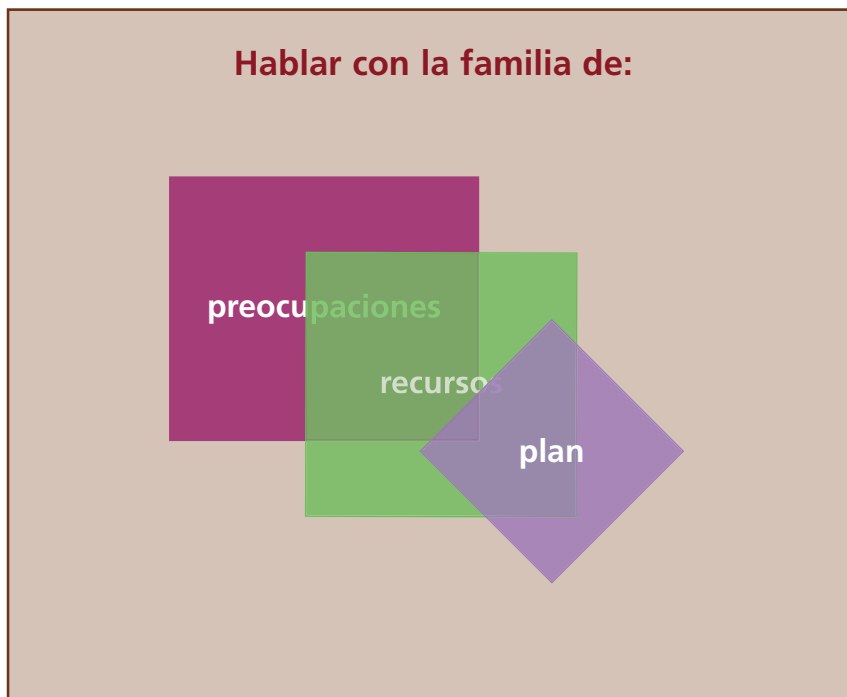 Hablar con la familia de:
preocupaciones
recursos
plan